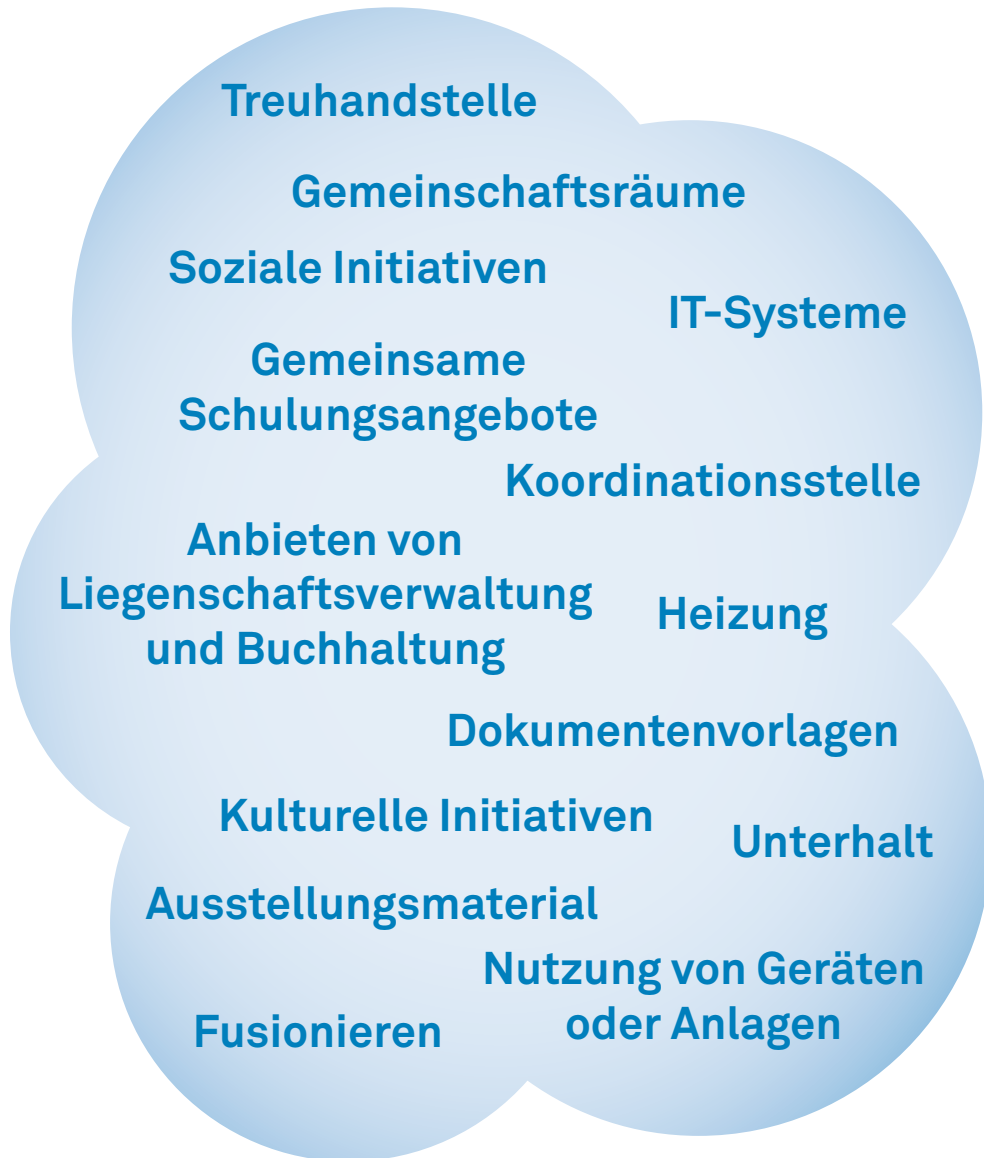 Treuhandstelle
Gemeinschaftsräume
Soziale Initiativen
IT-Systeme
Gemeinsame
Schulungsangebote
Koordinationsstelle
Anbieten von
Liegenschaftsverwaltung
und Buchhaltung
Heizung
Dokumentenvorlagen
Kulturelle Initiativen
Unterhalt
Ausstellungsmaterial
Nutzung von Geräten
oder Anlagen
Fusionieren